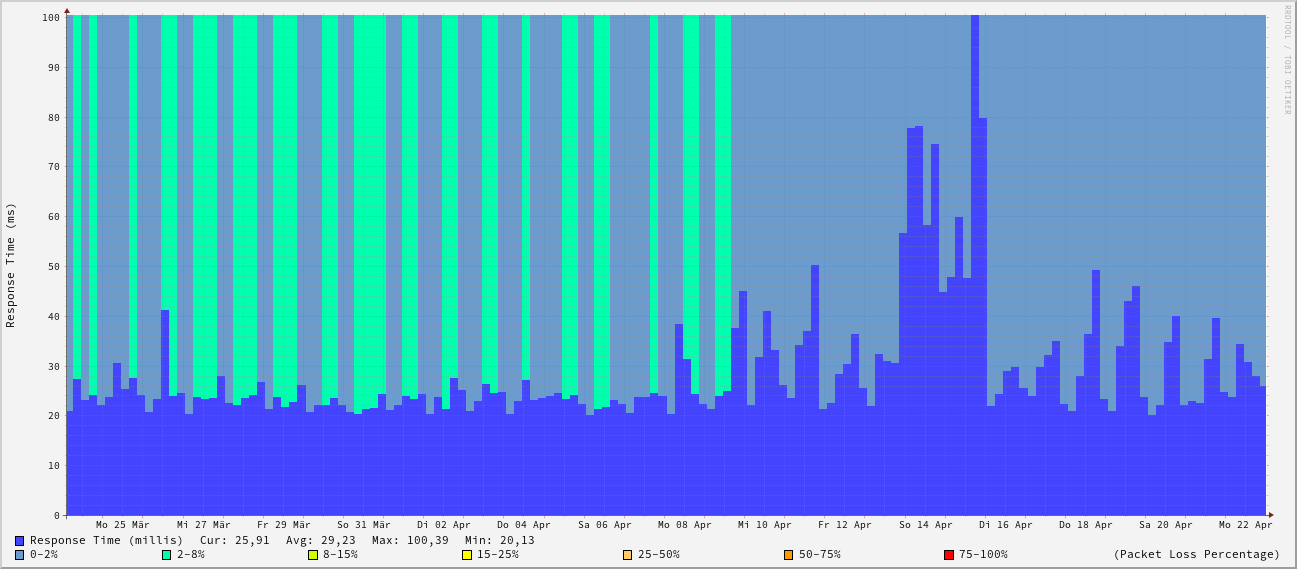 RRDTOOL / TOBI OETIKER
Response Time (ms)
100
90
80
70
60
50
40
30
20
10
0
Mo 25 Mär Mi 27 Mär Fr 29 Mär So 31 Mär Di 02 Apr Do 04 Apr Sa 06 Apr Mo 08 Apr Mi 10 Apr Fr 12 Apr So 14 Apr Di 16 Apr Do 18 Apr Sa 20 Apr Mo 22 Apr
Response Time (millis) Cur: 25,91 Avg: 29,23 Max: 100,39 Min: 20,13
0-2% 2-8% 8-15% 15-25% 25-50% 50-75% 75-100% (Packet Loss Percentage)